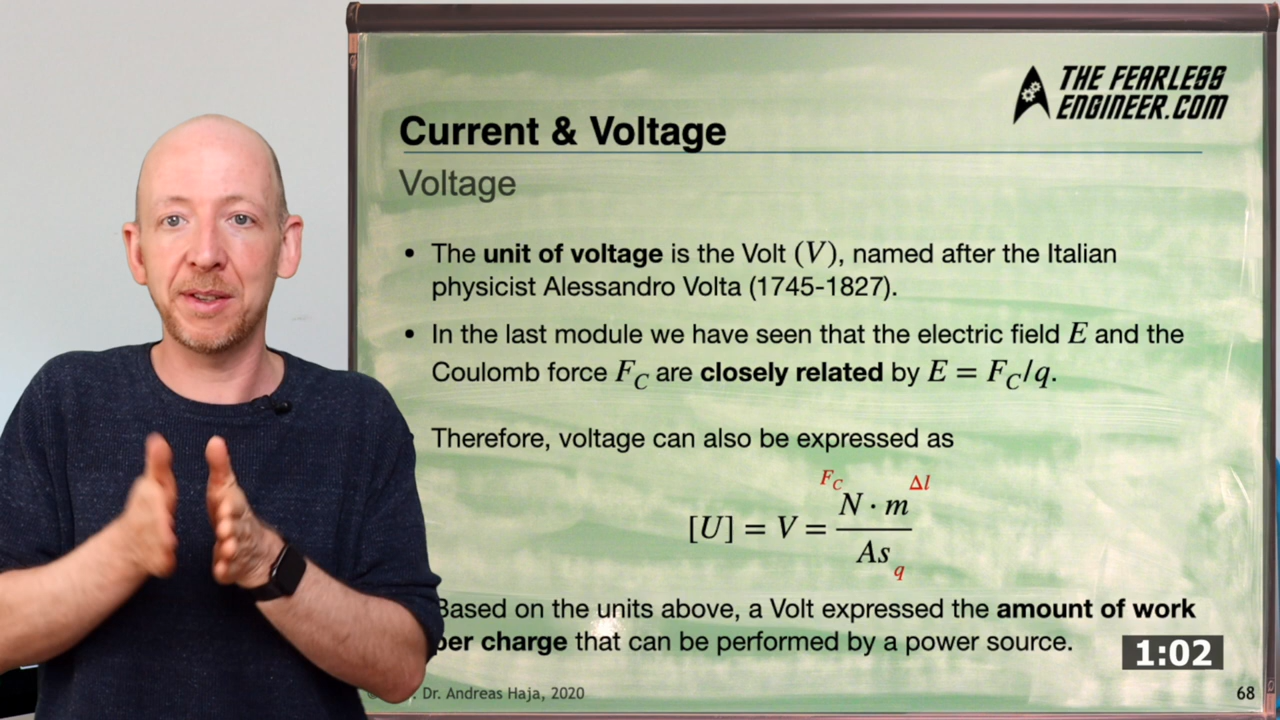 THE FEARLESS
ENGINEER.COM
Current & Voltage
Voltage
• The unit of voltage is the Volt (V), named after the Italian
physicist Alessandro Volta (1745-1827).
• In the last module we have seen that the electric field E and the
Coulomb force F_C are closely related by E = F_C/q.
Therefore, voltage can also be expressed as
F_C Δl
[U] = V = N · m / As
q
Based on the units above, a Volt expressed the amount of work
per charge that can be performed by a power source.
1:02
Dr. Andreas Haja, 2020
68